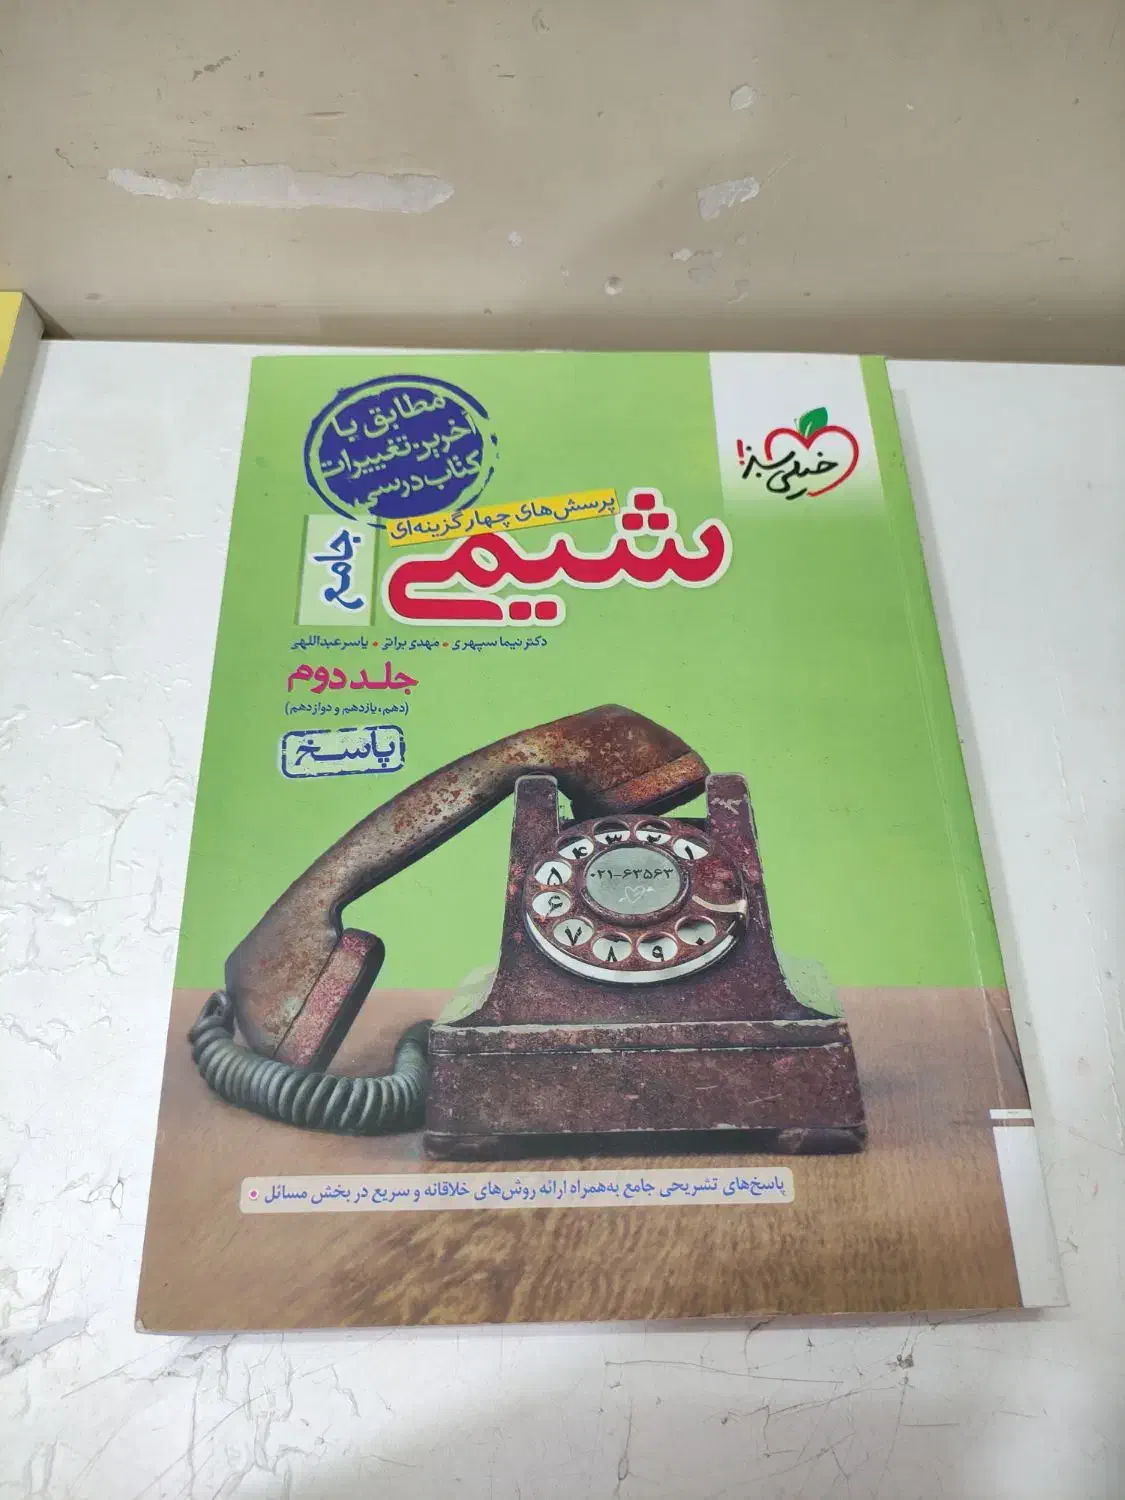 مطابق با
آخرین تغییرات
کتاب درسی
خیلی سبز!
پرسش‌های چهارگزینه‌ای
شیمی
جامع
دکتر نیما سپهری • مهدی براتی • یاسر عبداللهی
جلد دوم
(دهم، یازدهم و دوازدهم)
پاسخ
۱ ۲ ۳ ۴ ۵ ۶ ۷ ۸ ۹ ۰
۰۲۱-۶۳۵۶۳
پاسخ‌های تشریحی جامع به‌همراه ارائه روش‌های خلاقانه و سریع در بخش مسائل •